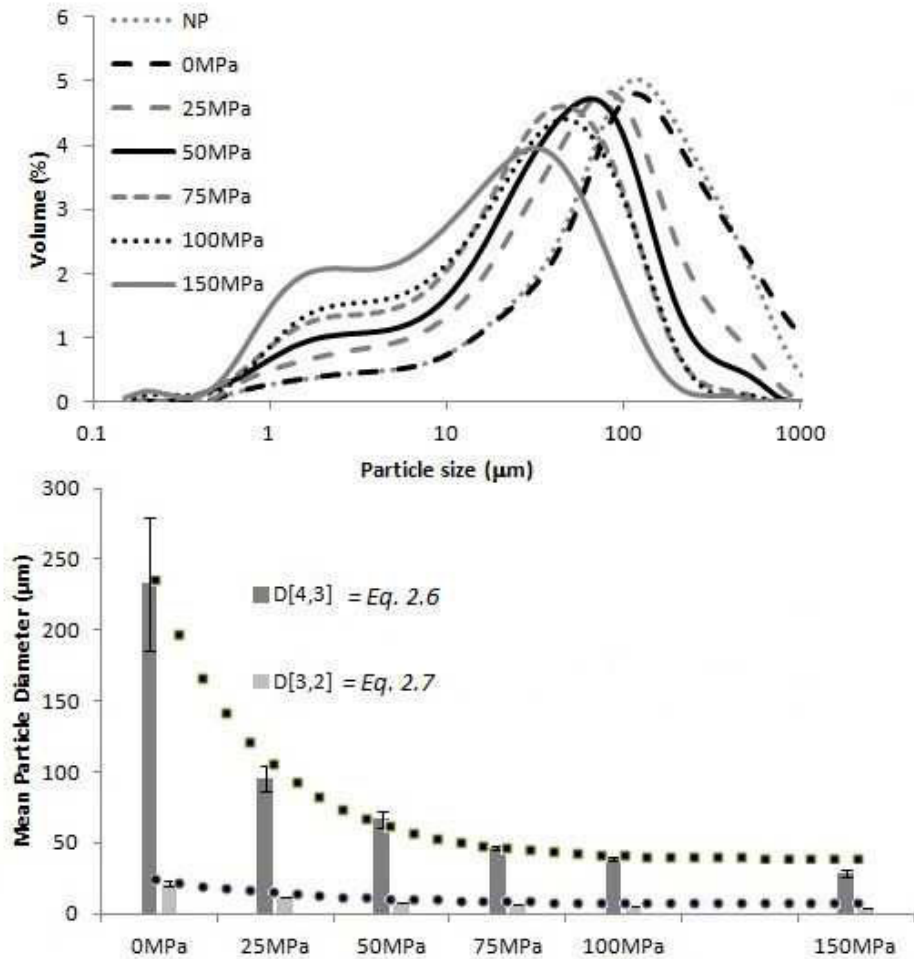 6
5
4
3
2
1
0
Volume (%)
NP
0MPa
25MPa
50MPa
75MPa
100MPa
150MPa
0.1 1 10 100 1000
Particle size (μm)
300
250
200
150
100
50
0
Mean Particle Diameter (μm)
D[4,3] = Eq. 2.6
D[3,2] = Eq. 2.7
0MPa 25MPa 50MPa 75MPa 100MPa 150MPa